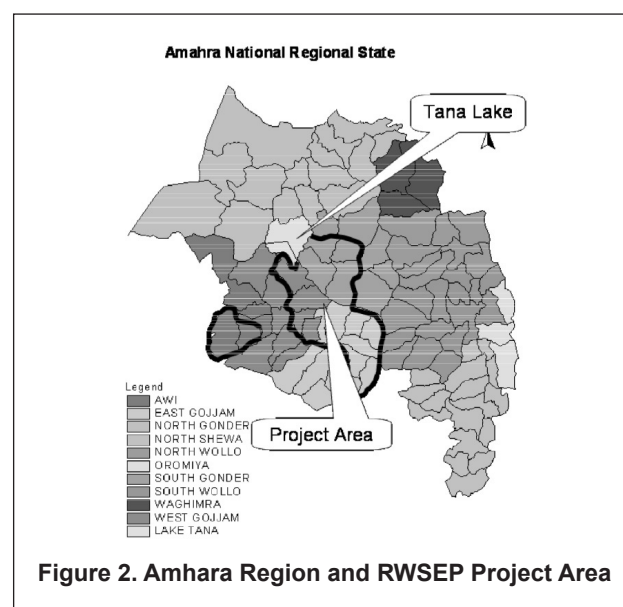 Amahra National Regional State
Tana Lake
Project Area
Legend
AWI
EAST GOJJAM
NORTH GONDER
NORTH SHEWA
NORTH WOLLO
OROMIYA
SOUTH GONDER
SOUTH WOLLO
WAGHIMRA
WEST GOJJAM
LAKE TANA
Figure 2. Amhara Region and RWSEP Project Area